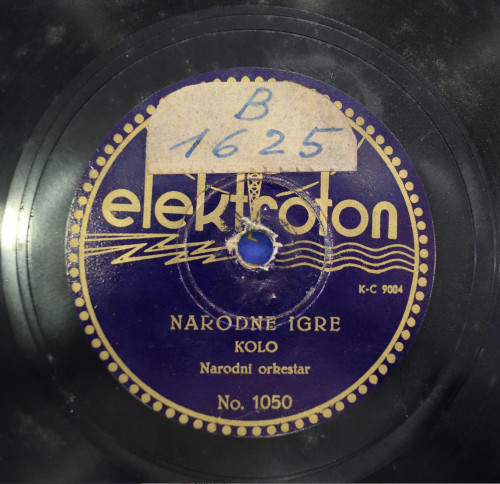 B
1625
elektroton
K-C 9004
NARODNE IGRE
KOLO
Narodni orkestar
No. 1050